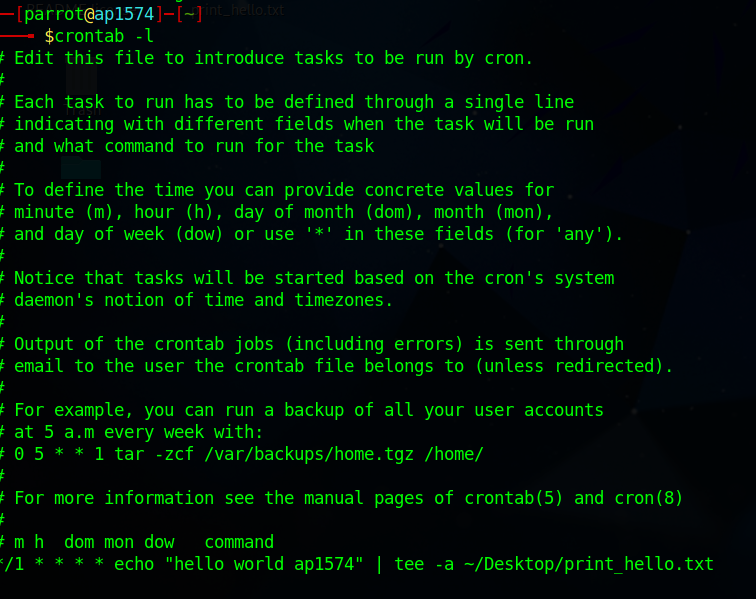 print_hello.txt
[parrot@ap1574]─[~]
$crontab -l
# Edit this file to introduce tasks to be run by cron.
#
# Each task to run has to be defined through a single line
# indicating with different fields when the task will be run
# and what command to run for the task
#
# To define the time you can provide concrete values for
# minute (m), hour (h), day of month (dom), month (mon),
# and day of week (dow) or use '*' in these fields (for 'any').
#
# Notice that tasks will be started based on the cron's system
# daemon's notion of time and timezones.
#
# Output of the crontab jobs (including errors) is sent through
# email to the user the crontab file belongs to (unless redirected).
#
# For example, you can run a backup of all your user accounts
# at 5 a.m every week with:
# 0 5 * * 1 tar -zcf /var/backups/home.tgz /home/
#
# For more information see the manual pages of crontab(5) and cron(8)
#
# m h  dom mon dow   command
*/1 * * * * echo "hello world ap1574" | tee -a ~/Desktop/print_hello.txt